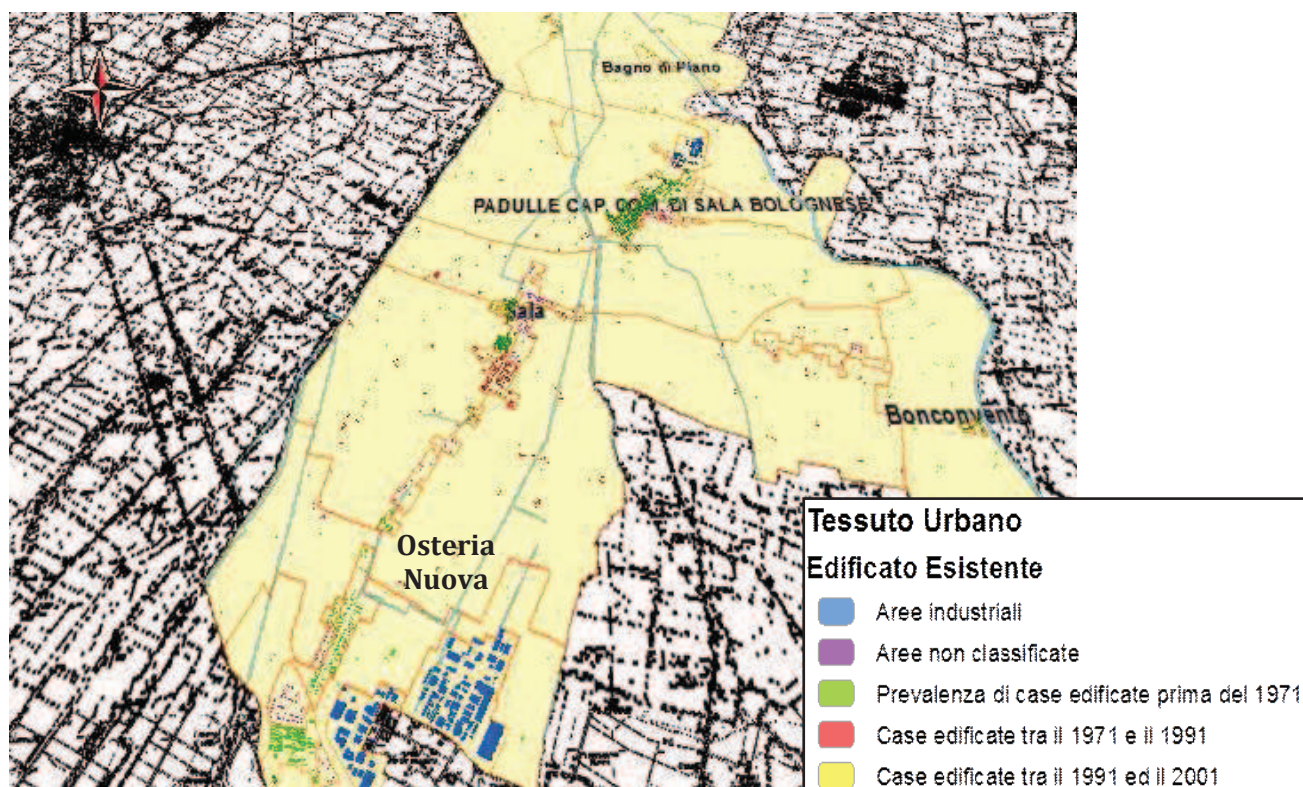 Bagno di Piano
PADULLE CAP. COM. DI SALA BOLOGNESE
Sala
Bonconvento
Osteria
Nuova
Tessuto Urbano
Edificato Esistente
Aree industriali
Aree non classificate
Prevalenza di case edificate prima del 1971
Case edificate tra il 1971 e il 1991
Case edificate tra il 1991 ed il 2001